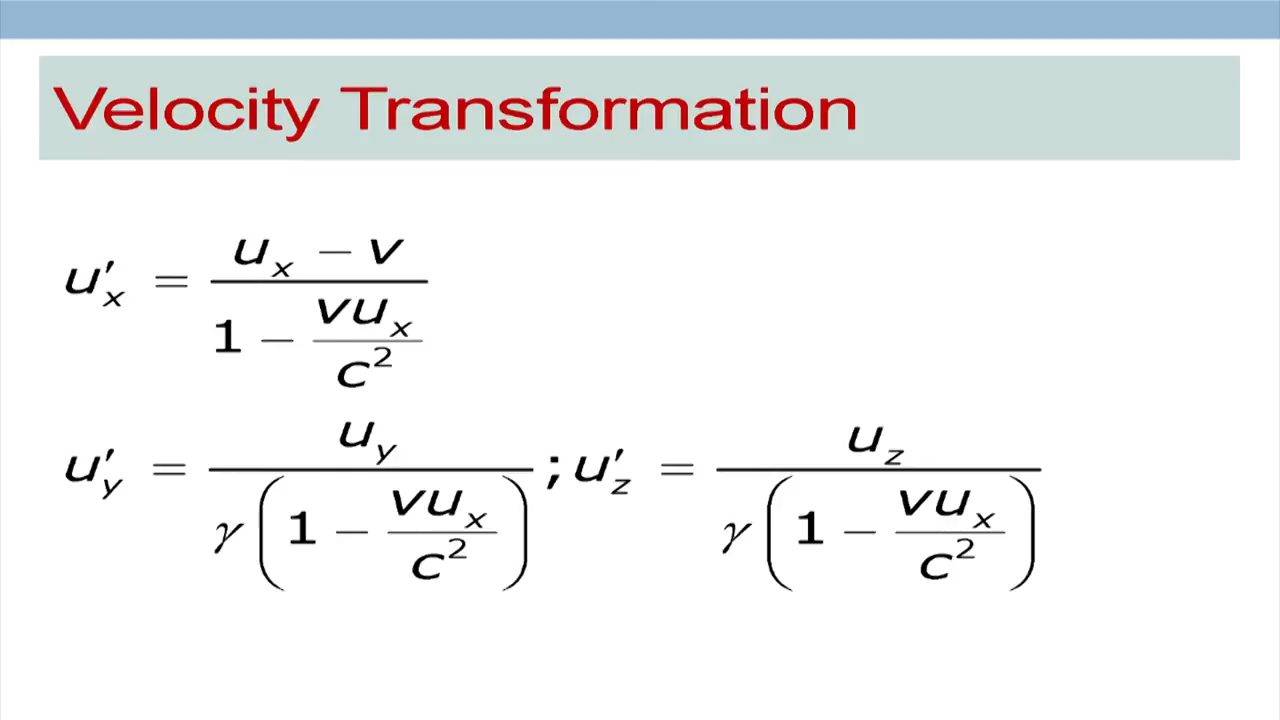 Velocity Transformation
u′ₓ = (uₓ − v) / (1 − vuₓ/c²)
u′_y = u_y / (γ(1 − vuₓ/c²)) ; u′_z = u_z / (γ(1 − vuₓ/c²))